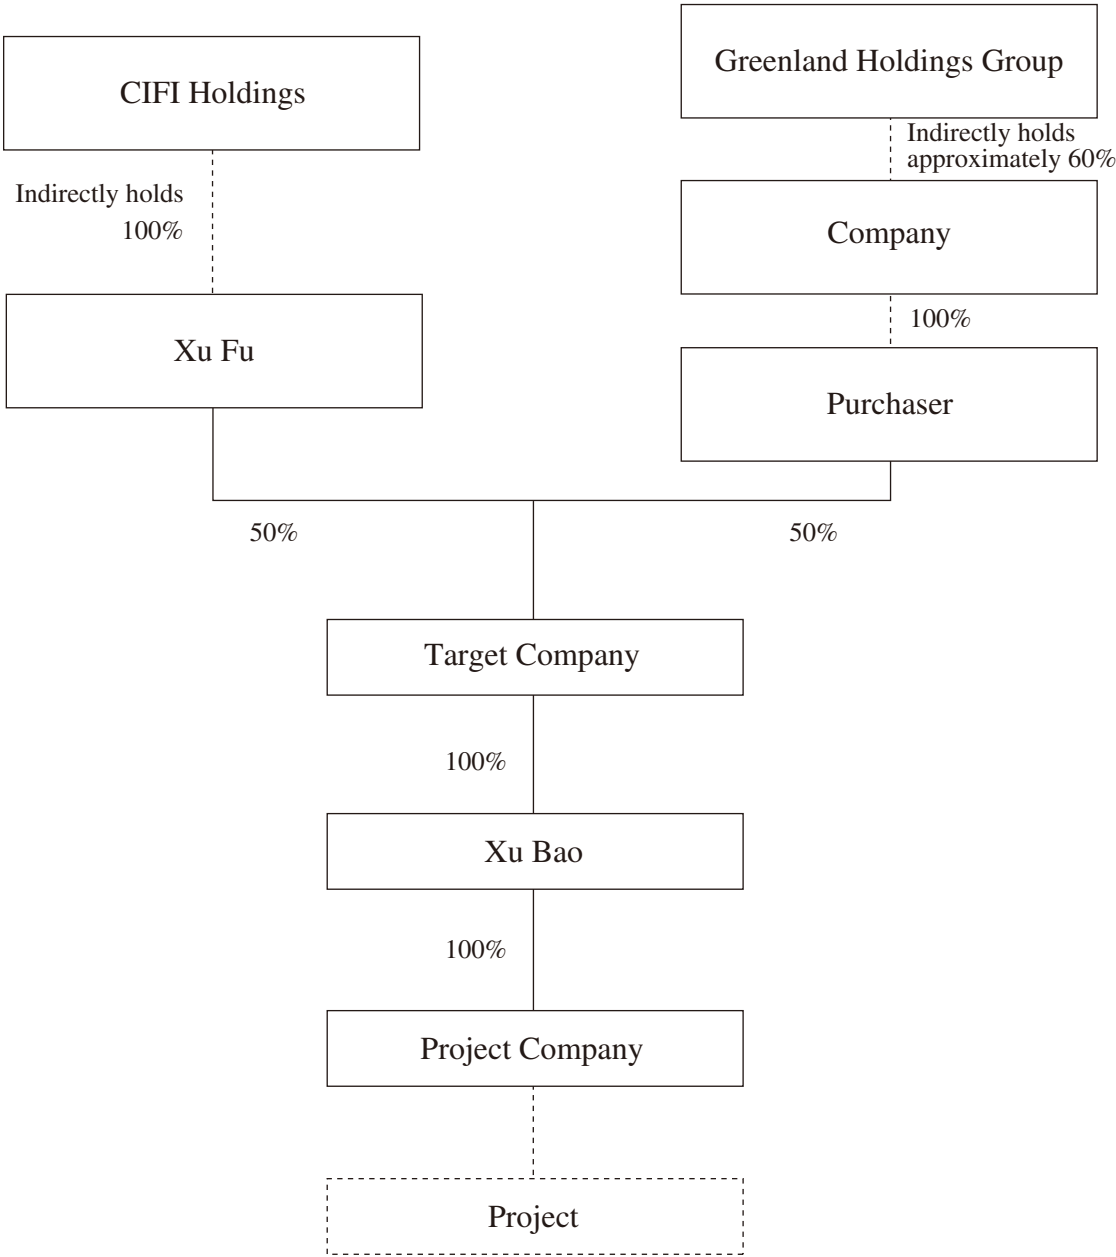 CIFI Holdings
Greenland Holdings Group
Indirectly holds
approximately 60%
Indirectly holds
100%
Company
100%
Xu Fu
Purchaser
50%
50%
Target Company
100%
Xu Bao
100%
Project Company
Project